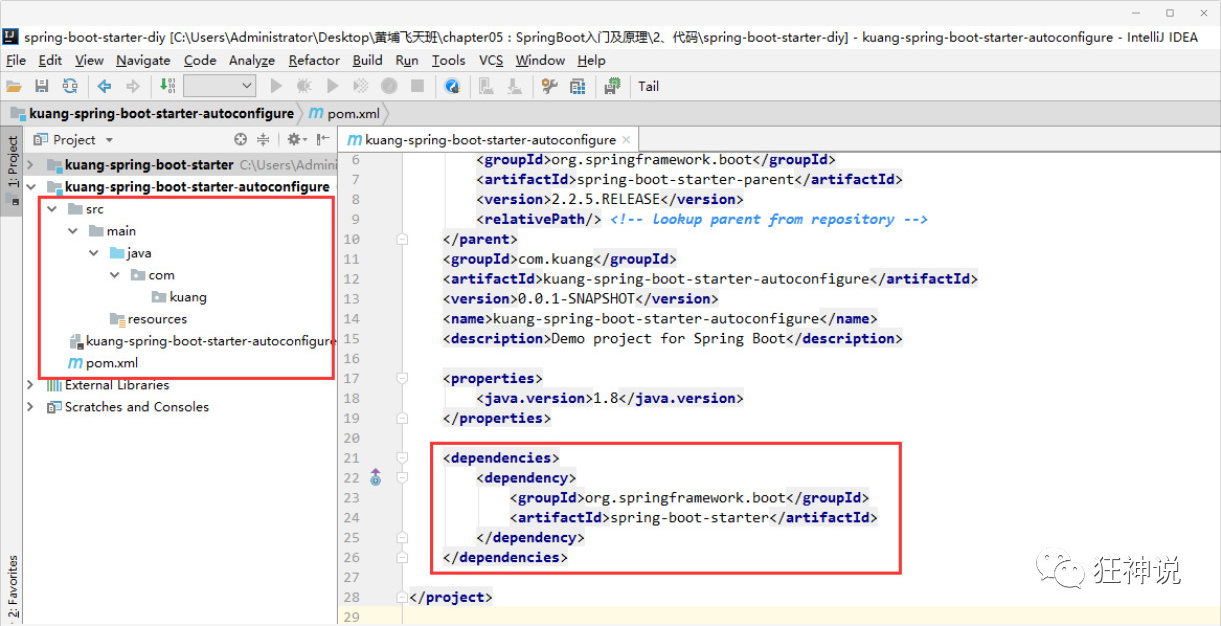 spring-boot-starter-diy [C:\Users\Administrator\Desktop\黄埔飞天班\chapter05 : SpringBoot入门及原理\2、代码\spring-boot-starter-diy] - kuang-spring-boot-starter-autoconfigure - IntelliJ IDEA
File Edit View Navigate Code Analyze Refactor Build Run Tools VCS Window Help
Tail
kuang-spring-boot-starter-autoconfigure m pom.xml
1: Project
2: Favorites
Project
kuang-spring-boot-starter C:\Users\Admini
kuang-spring-boot-starter-autoconfigure
src
main
java
com
kuang
resources
kuang-spring-boot-starter-autoconfigure
m pom.xml
External Libraries
Scratches and Consoles
m kuang-spring-boot-starter-autoconfigure
6 <groupId>org.springframework.boot</groupId>
7 <artifactId>spring-boot-starter-parent</artifactId>
8 <version>2.2.5.RELEASE</version>
9 <relativePath/> <!-- lookup parent from repository -->
10 </parent>
11 <groupId>com.kuang</groupId>
12 <artifactId>kuang-spring-boot-starter-autoconfigure</artifactId>
13 <version>0.0.1-SNAPSHOT</version>
14 <name>kuang-spring-boot-starter-autoconfigure</name>
15 <description>Demo project for Spring Boot</description>
16
17 <properties>
18 <java.version>1.8</java.version>
19 </properties>
20
21 <dependencies>
22 <dependency>
23 <groupId>org.springframework.boot</groupId>
24 <artifactId>spring-boot-starter</artifactId>
25 </dependency>
26 </dependencies>
27
28 </project>
29
狂神说